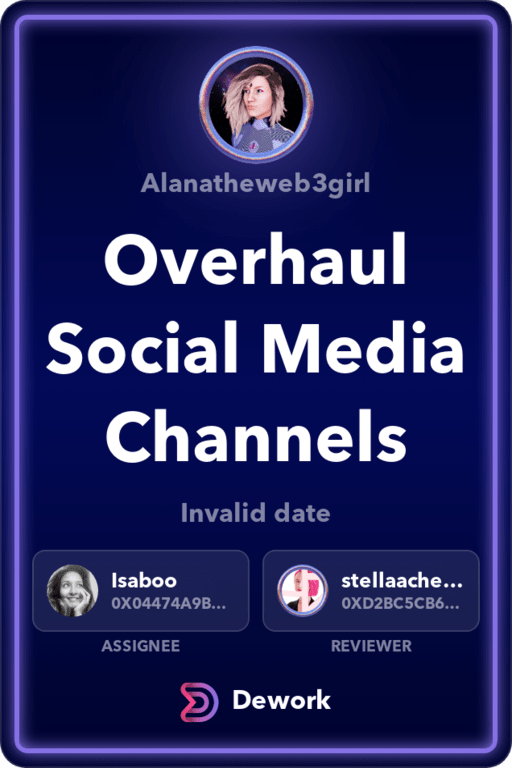 Alanatheweb3girl
Overhaul
Social Media
Channels
Invalid date
Isaboo
0X04474A9B...
stellaache...
0XD2BC5CB6...
ASSIGNEE
REVIEWER
Dework